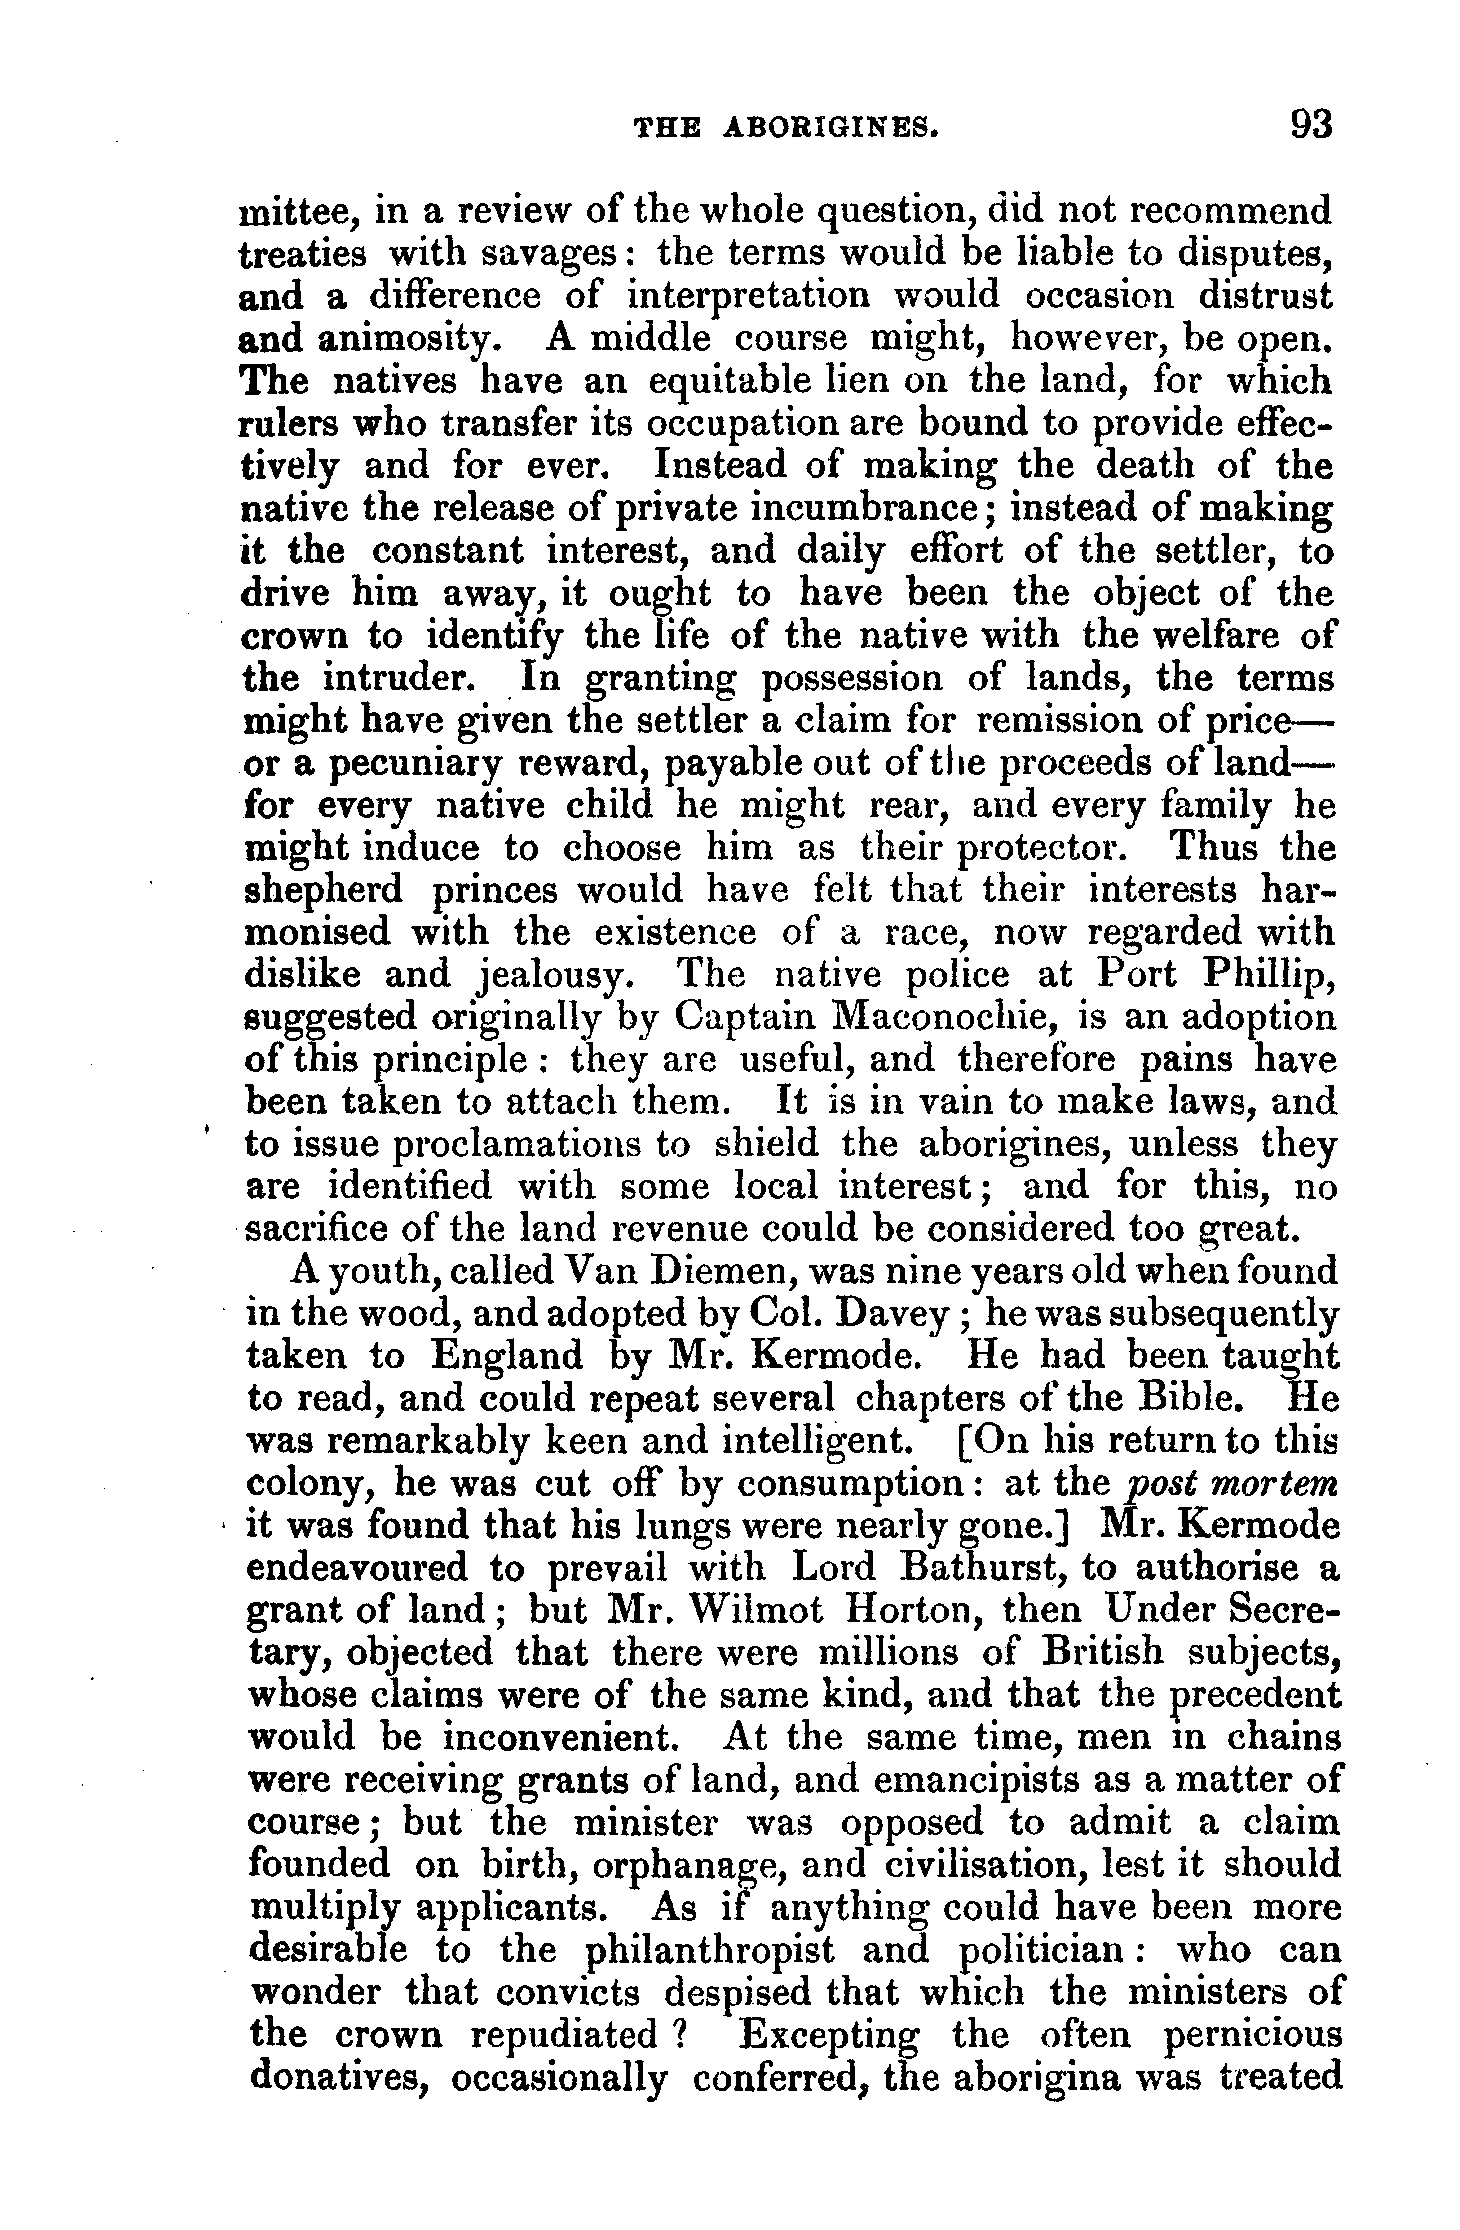 THE ABORIGINES. 93
mittee, in a review of the whole question, did not recommend
treaties with savages : the terms would be liable to disputes,
and a difference of interpretation would occasion distrust
and animosity. A middle course might, however, be open.
The natives have an equitable lien on the land, for which
rulers who transfer its occupation are bound to provide effec-
tively and for ever. Instead of making the death of the
native the release of private incumbrance ; instead of making
it the constant interest, and daily effort of the settler, to
drive him away, it ought to have been the object of the
crown to identify the life of the native with the welfare of
the intruder. In granting possession of lands, the terms
might have given the settler a claim for remission of price—
or a pecuniary reward, payable out of the proceeds of land—
for every native child he might rear, and every family he
might induce to choose him as their protector. Thus the
shepherd princes would have felt that their interests har-
monised with the existence of a race, now regarded with
dislike and jealousy. The native police at Port Phillip,
suggested originally by Captain Maconochie, is an adoption
of this principle : they are useful, and therefore pains have
been taken to attach them. It is in vain to make laws, and
to issue proclamations to shield the aborigines, unless they
are identified with some local interest ; and for this, no
sacrifice of the land revenue could be considered too great.
A youth, called Van Diemen, was nine years old when found
in the wood, and adopted by Col. Davey ; he was subsequently
taken to England by Mr. Kermode. He had been taught
to read, and could repeat several chapters of the Bible. He
was remarkably keen and intelligent. [On his return to this
colony, he was cut off by consumption : at the post mortem
it was found that his lungs were nearly gone.] Mr. Kermode
endeavoured to prevail with Lord Bathurst, to authorise a
grant of land ; but Mr. Wilmot Horton, then Under Secre-
tary, objected that there were millions of British subjects,
whose claims were of the same kind, and that the precedent
would be inconvenient. At the same time, men in chains
were receiving grants of land, and emancipists as a matter of
course ; but the minister was opposed to admit a claim
founded on birth, orphanage, and civilisation, lest it should
multiply applicants. As if anything could have been more
desirable to the philanthropist and politician : who can
wonder that convicts despised that which the ministers of
the crown repudiated ? Excepting the often pernicious
donatives, occasionally conferred, the aborigina was treated